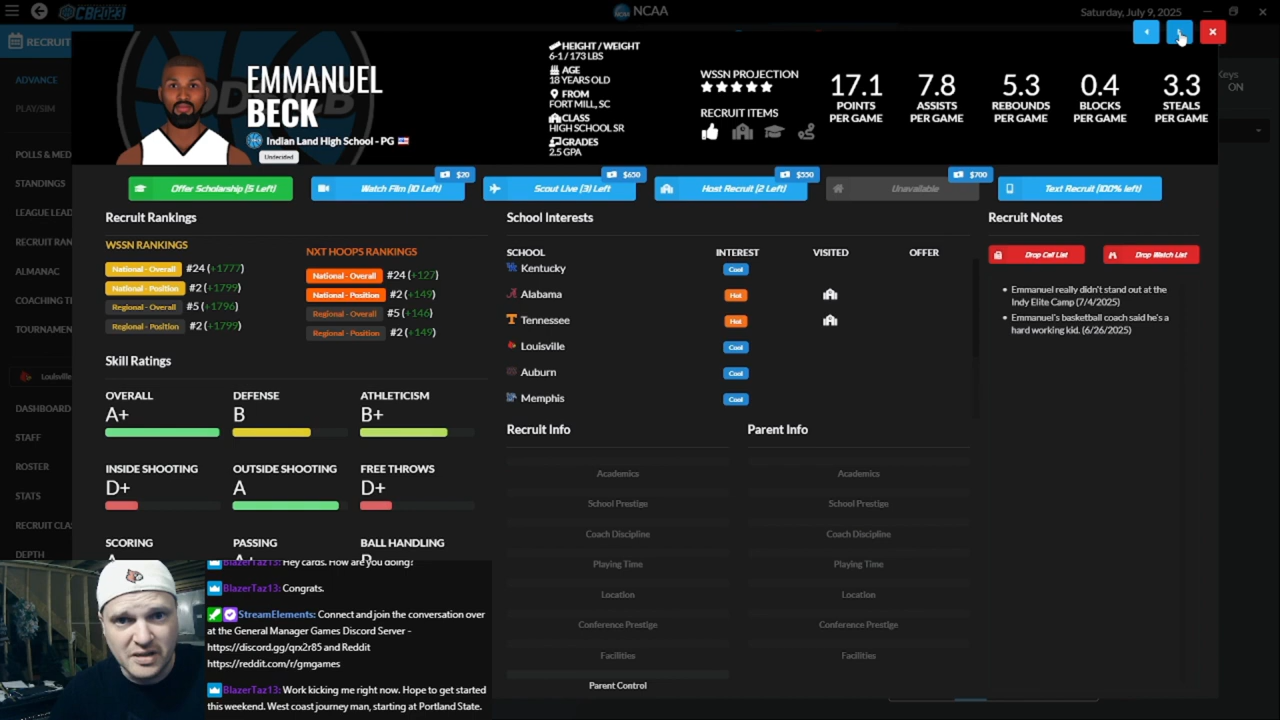 CB2023
NCAA
Saturday, July 9, 2025
RECRUIT
ADVANCE
PLAY/SIM
POLLS & MED
STANDINGS
LEAGUE LEAD
RECRUIT RAN
ALMANAC
COACHING T
TOURNAMEN
Louisville
DASHBOARD
STAFF
ROSTER
STATS
RECRUIT CLA
DEPTH
Keys
ON
EMMANUEL
BECK
Indian Land High School - PG
Undecided
HEIGHT / WEIGHT
6-1 / 173 LBS
AGE
18 YEARS OLD
FROM
FORT MILL, SC
CLASS
HIGH SCHOOL SR
GRADES
2.5 GPA
WSSN PROJECTION
RECRUIT ITEMS
17.1
POINTS
PER GAME
7.8
ASSISTS
PER GAME
5.3
REBOUNDS
PER GAME
0.4
BLOCKS
PER GAME
3.3
STEALS
PER GAME
$20
$650
$550
$700
Offer Scholarship (5 Left)
Watch Film (10 Left)
Scout Live (3) Left
Host Recruit (2 Left)
Unavailable
Text Recruit (100% left)
Recruit Rankings
WSSN RANKINGS
National - Overall #24 (+1777)
National - Position #2 (+1799)
Regional - Overall #5 (+1796)
Regional - Position #2 (+1799)
NXT HOOPS RANKINGS
National - Overall #24 (+127)
National - Position #2 (+149)
Regional - Overall #5 (+146)
Regional - Position #2 (+149)
Skill Ratings
OVERALL
A+
DEFENSE
B
ATHLETICISM
B+
INSIDE SHOOTING
D+
OUTSIDE SHOOTING
A
FREE THROWS
D+
SCORING
PASSING
BALL HANDLING
School Interests
SCHOOL INTEREST VISITED OFFER
Kentucky Cool
Alabama Hot
Tennessee Hot
Louisville Cool
Auburn Cool
Memphis Cool
Recruit Info
Academics
School Prestige
Coach Discipline
Playing Time
Location
Conference Prestige
Facilities
Parent Control
Parent Info
Academics
School Prestige
Coach Discipline
Playing Time
Location
Conference Prestige
Facilities
Recruit Notes
Drop Call List
Drop Watch List
Emmanuel really didn't stand out at the
Indy Elite Camp (7/4/2025)
Emmanuel's basketball coach said he's a
hard working kid. (6/26/2025)
BlazerTaz13: Hey cards. How are you doing?
BlazerTaz13: Congrats.
StreamElements: Connect and join the conversation over
at the General Manager Games Discord Server -
https://discord.gg/qrx2r85 and Reddit
https://reddit.com/r/gmgames
BlazerTaz13: Work kicking me right now. Hope to get started
this weekend. West coast journey man, starting at Portland State.